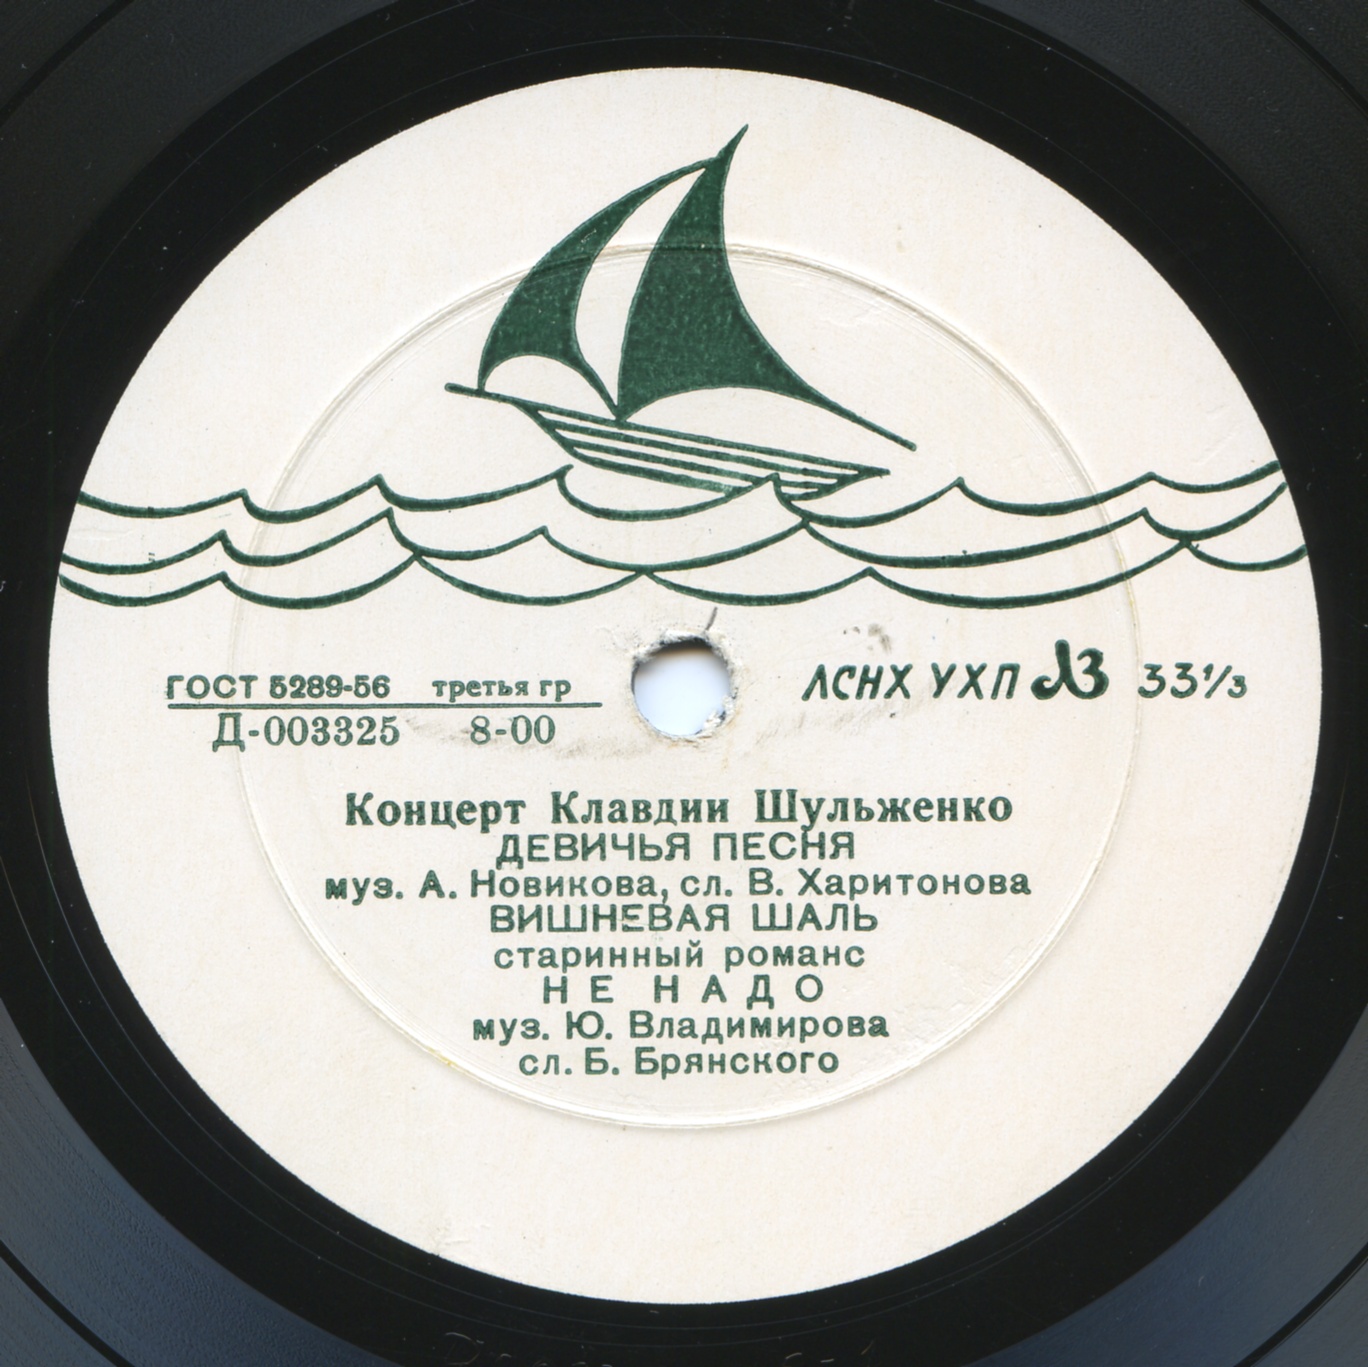 ГОСТ 5289-56 третья гр
Д-003325 8-00
ЛСНХ УХП ЛЗ 33⅓
Концерт Клавдии Шульженко
ДЕВИЧЬЯ ПЕСНЯ
муз. А. Новикова, сл. В. Харитонова
ВИШНЕВАЯ ШАЛЬ
старинный романс
НЕ НАДО
муз. Ю. Владимирова
сл. Б. Брянского